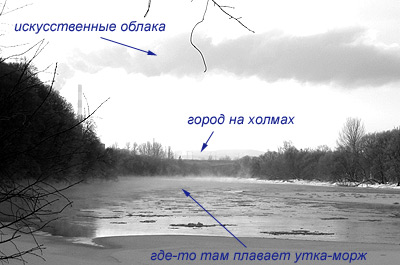 искусственные облака
город на холмах
где-то там плавает утка-морж